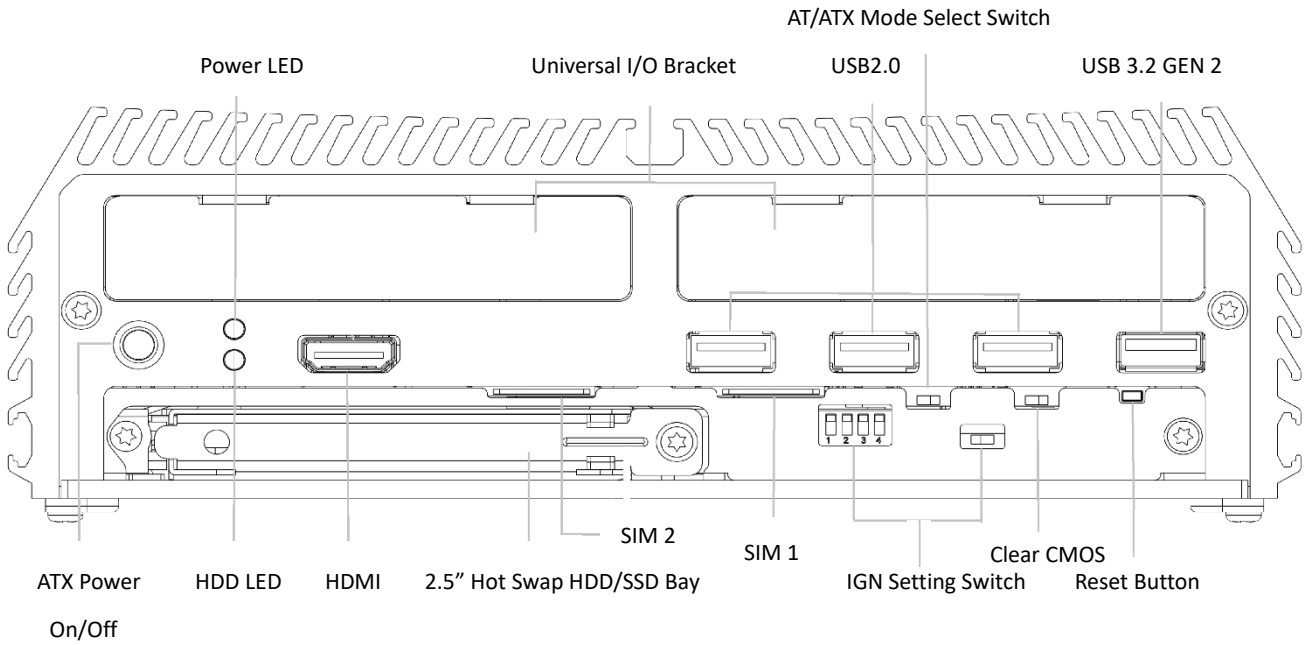 AT/ATX Mode Select Switch
Power LED
Universal I/O Bracket
USB2.0
USB 3.2 GEN 2
1 2 3 4
SIM 2
SIM 1
Clear CMOS
ATX Power
On/Off
HDD LED
HDMI
2.5” Hot Swap HDD/SSD Bay
IGN Setting Switch
Reset Button